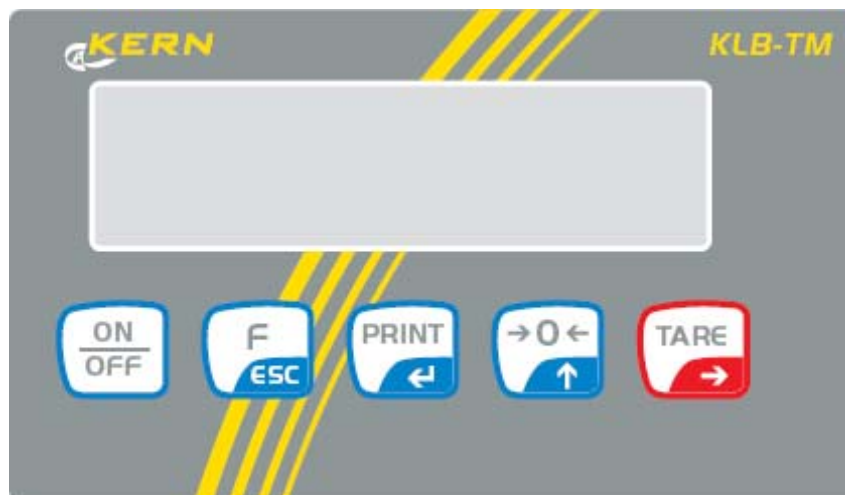 KERN
KLB-TM
ON
OFF
F
ESC
PRINT
→0←
TARE